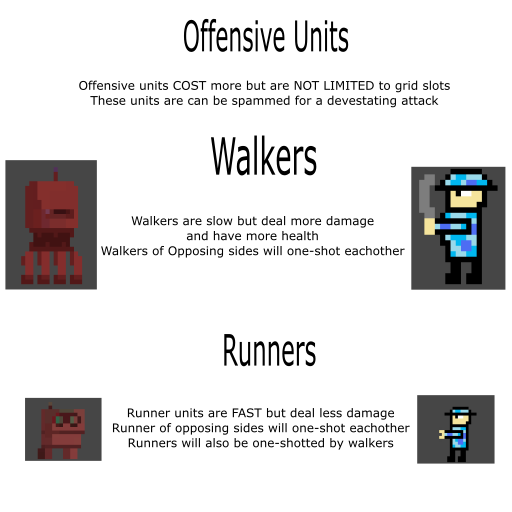 Offensive Units
Offensive units COST more but are NOT LIMITED to grid slots
These units are can be spammed for a devestating attack
Walkers
Walkers are slow but deal more damage
and have more health
Walkers of Opposing sides will one-shot eachother
Runners
Runner units are FAST but deal less damage
Runner of opposing sides will one-shot eachother
Runners will also be one-shotted by walkers